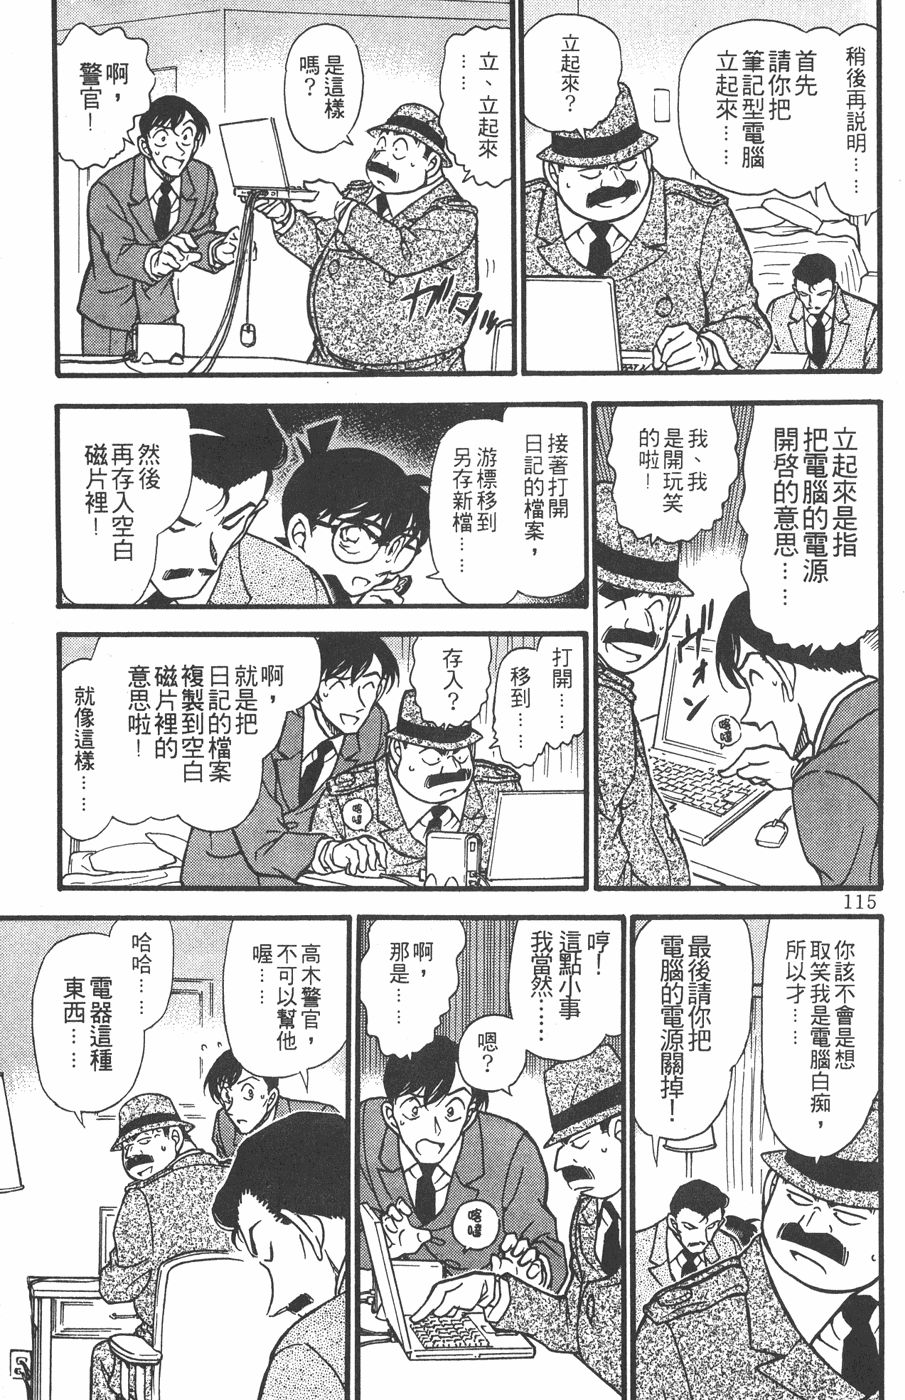 稍後再説明……
首先
請你把
筆記型電腦
立起來……
立起來？
立、立起來
……
是這樣
嗎？
啊，
警官！
ガタ
立起來是指
把電腦的電源
開啓的意思……
我、我
是開玩笑
的啦！
喀噠
接著打開
日記的檔案，
游標移到
另存新檔……
然後
再存入空白
磁片裡！
打開……
移到……
存入？
喀噠
啊，
就是把
日記的檔案
複製到空白
磁片裡的
意思啦！
就像這樣……
115
你該不會是想
取笑我是電腦白痴，
所以才……
最後請你把
電腦的電源關掉！
哼！
這點小事
我當然……
嗯？
啊，
那是……
喀噠
高木警官，
不可以幫他
喔……
哈哈……
電器這種
東西……